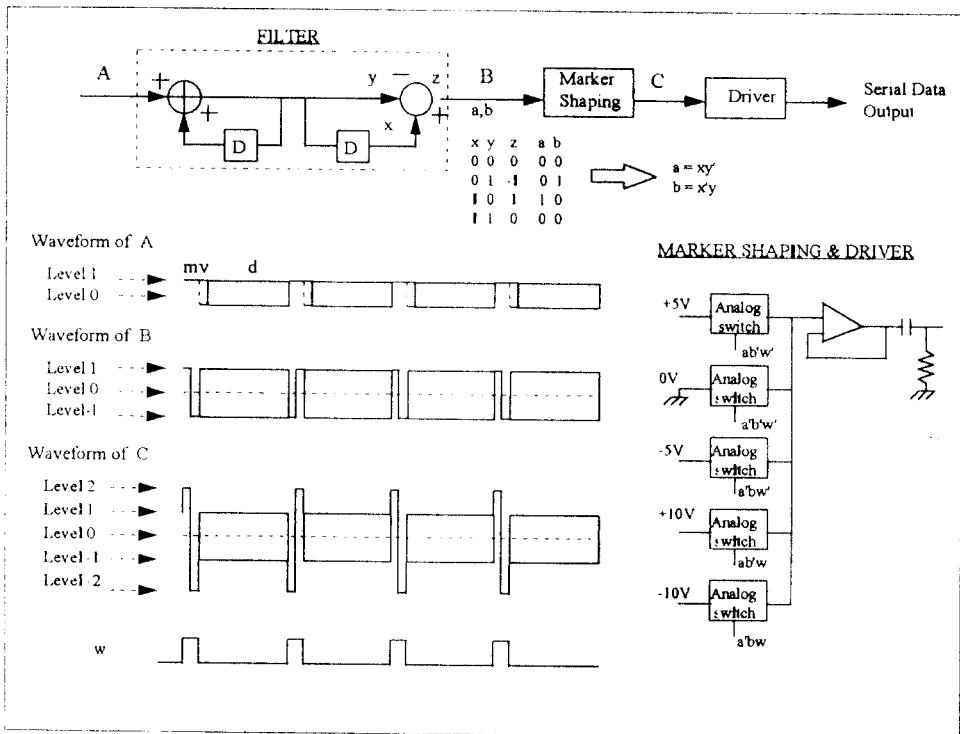 FILTER
A
+
+
D
D
y
−
z
x
+
B
a,b
Marker
Shaping
C
Driver
Serial Data
Output
x y z a b
0 0 0 0 0
0 1 -1 0 1
1 0 1 1 0
1 1 0 0 0
a = xy'
b = x'y
Waveform of A
Level 1
Level 0
mv d
Waveform of B
Level 1
Level 0
Level-1
Waveform of C
Level 2
Level 1
Level 0
Level -1
Level -2
w
MARKER SHAPING & DRIVER
+5V
Analog
switch
ab'w'
0V
Analog
switch
a'b'w'
-5V
Analog
switch
a'bw'
+10V
Analog
switch
ab'w
-10V
Analog
switch
a'bw